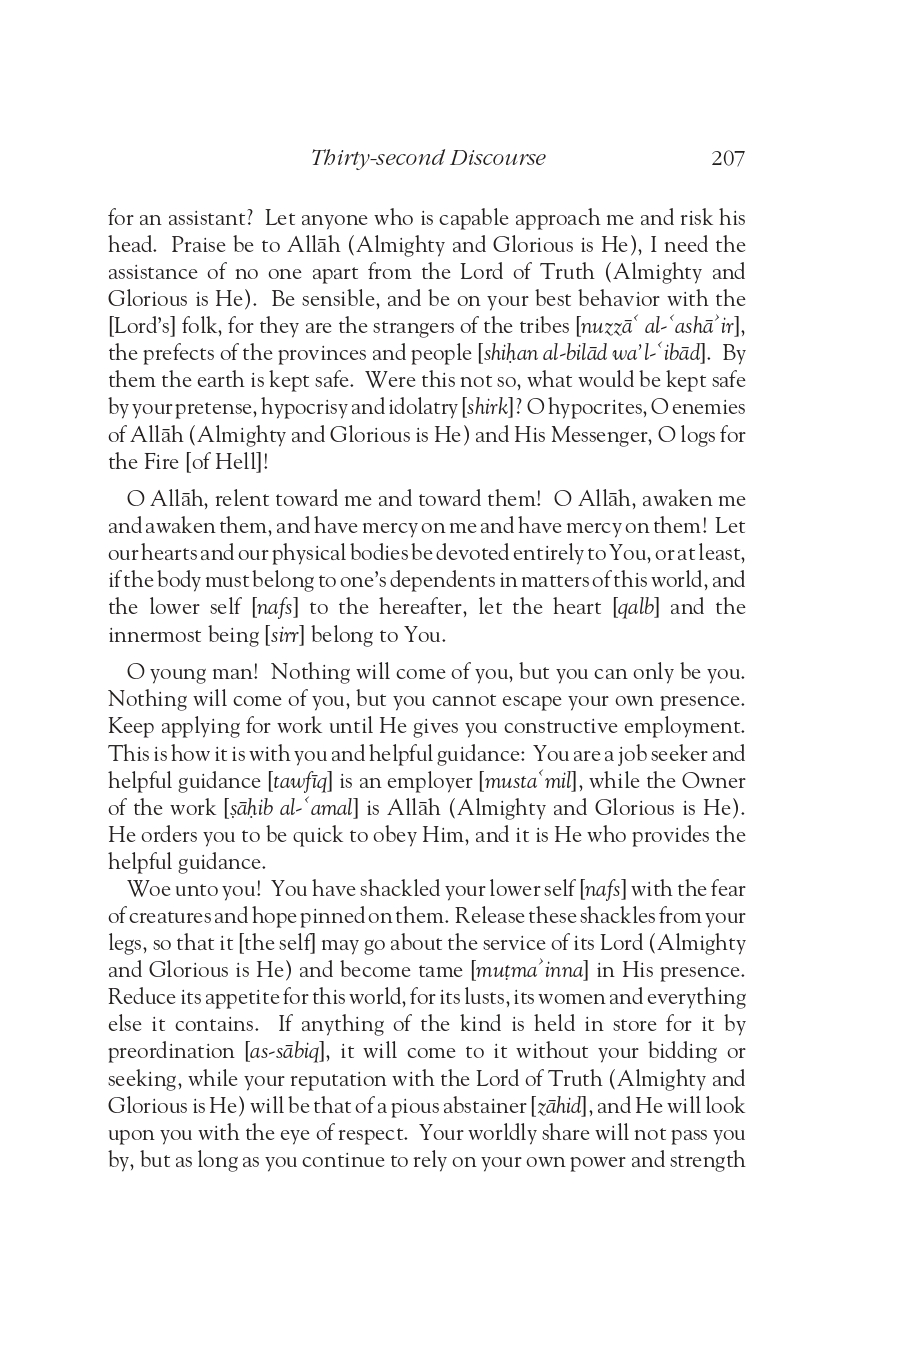 Thirty-second Discourse 207
for an assistant? Let anyone who is capable approach me and risk his
head. Praise be to Allāh (Almighty and Glorious is He), I need the
assistance of no one apart from the Lord of Truth (Almighty and
Glorious is He). Be sensible, and be on your best behavior with the
[Lord's] folk, for they are the strangers of the tribes [nuzzāʿ al-ʿashāʾir],
the prefects of the provinces and people [shiḥan al-bilād wa'l-ʿibād]. By
them the earth is kept safe. Were this not so, what would be kept safe
by your pretense, hypocrisy and idolatry [shirk]? O hypocrites, O enemies
of Allāh (Almighty and Glorious is He) and His Messenger, O logs for
the Fire [of Hell]!
O Allāh, relent toward me and toward them! O Allāh, awaken me
and awaken them, and have mercy on me and have mercy on them! Let
our hearts and our physical bodies be devoted entirely to You, or at least,
if the body must belong to one's dependents in matters of this world, and
the lower self [nafs] to the hereafter, let the heart [qalb] and the
innermost being [sirr] belong to You.
O young man! Nothing will come of you, but you can only be you.
Nothing will come of you, but you cannot escape your own presence.
Keep applying for work until He gives you constructive employment.
This is how it is with you and helpful guidance: You are a job seeker and
helpful guidance [tawfīq] is an employer [mustaʿmil], while the Owner
of the work [ṣāḥib al-ʿamal] is Allāh (Almighty and Glorious is He).
He orders you to be quick to obey Him, and it is He who provides the
helpful guidance.
Woe unto you! You have shackled your lower self [nafs] with the fear
of creatures and hope pinned on them. Release these shackles from your
legs, so that it [the self] may go about the service of its Lord (Almighty
and Glorious is He) and become tame [muṭmaʾinna] in His presence.
Reduce its appetite for this world, for its lusts, its women and everything
else it contains. If anything of the kind is held in store for it by
preordination [as-sābiq], it will come to it without your bidding or
seeking, while your reputation with the Lord of Truth (Almighty and
Glorious is He) will be that of a pious abstainer [zāhid], and He will look
upon you with the eye of respect. Your worldly share will not pass you
by, but as long as you continue to rely on your own power and strength